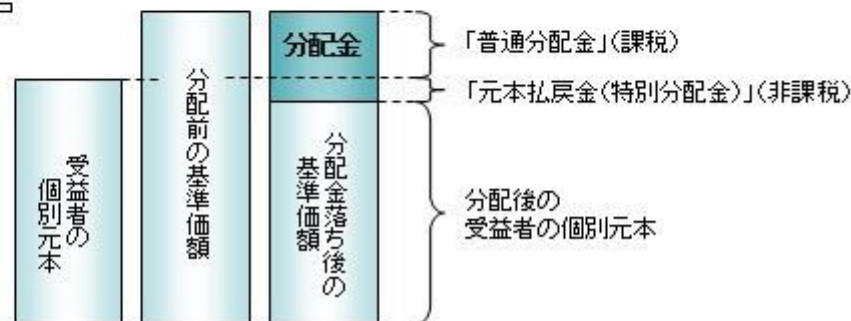 分配金
「普通分配金」(課税)
「元本払戻金(特別分配金)」(非課税)
受益者の
個別元本
分配前の基準価額
分配金落ち後の
基準価額
分配後の
受益者の個別元本